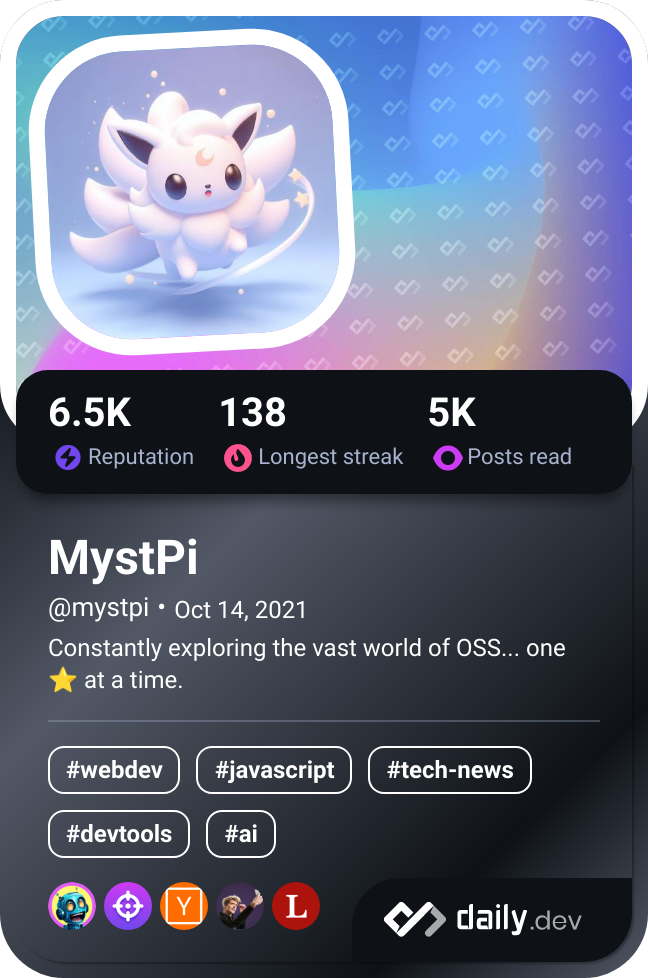 6.5K 138 5K
Reputation Longest streak Posts read
MystPi
@mystpi • Oct 14, 2021
Constantly exploring the vast world of OSS... one
⭐ at a time.
#webdev #javascript #tech-news
#devtools #ai
Y L
daily.dev